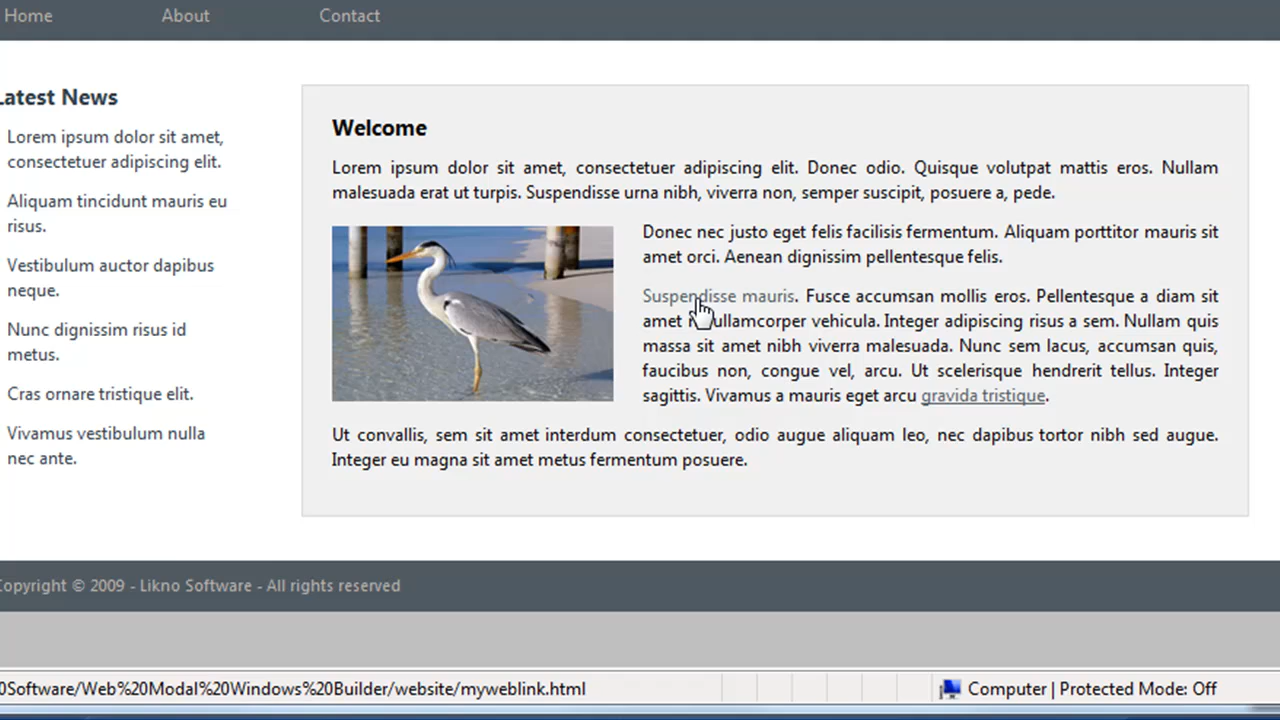 Home About Contact
Latest News
Lorem ipsum dolor sit amet,
consectetuer adipiscing elit.
Aliquam tincidunt mauris eu
risus.
Vestibulum auctor dapibus
neque.
Nunc dignissim risus id
metus.
Cras ornare tristique elit.
Vivamus vestibulum nulla
nec ante.
Welcome
Lorem ipsum dolor sit amet, consectetuer adipiscing elit. Donec odio. Quisque volutpat mattis eros. Nullam
malesuada erat ut turpis. Suspendisse urna nibh, viverra non, semper suscipit, posuere a, pede.
Donec nec justo eget felis facilisis fermentum. Aliquam porttitor mauris sit
amet orci. Aenean dignissim pellentesque felis.
Suspendisse mauris. Fusce accumsan mollis eros. Pellentesque a diam sit
amet ullamcorper vehicula. Integer adipiscing risus a sem. Nullam quis
massa sit amet nibh viverra malesuada. Nunc sem lacus, accumsan quis,
faucibus non, congue vel, arcu. Ut scelerisque hendrerit tellus. Integer
sagittis. Vivamus a mauris eget arcu gravida tristique.
Ut convallis, sem sit amet interdum consectetuer, odio augue aliquam leo, nec dapibus tortor nibh sed augue.
Integer eu magna sit amet metus fermentum posuere.
Copyright © 2009 - Likno Software - All rights reserved
0Software/Web%20Modal%20Windows%20Builder/website/myweblink.html
Computer | Protected Mode: Off